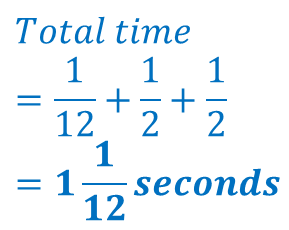 Total time
= 1/12 + 1/2 + 1/2
= 1 1/12 seconds